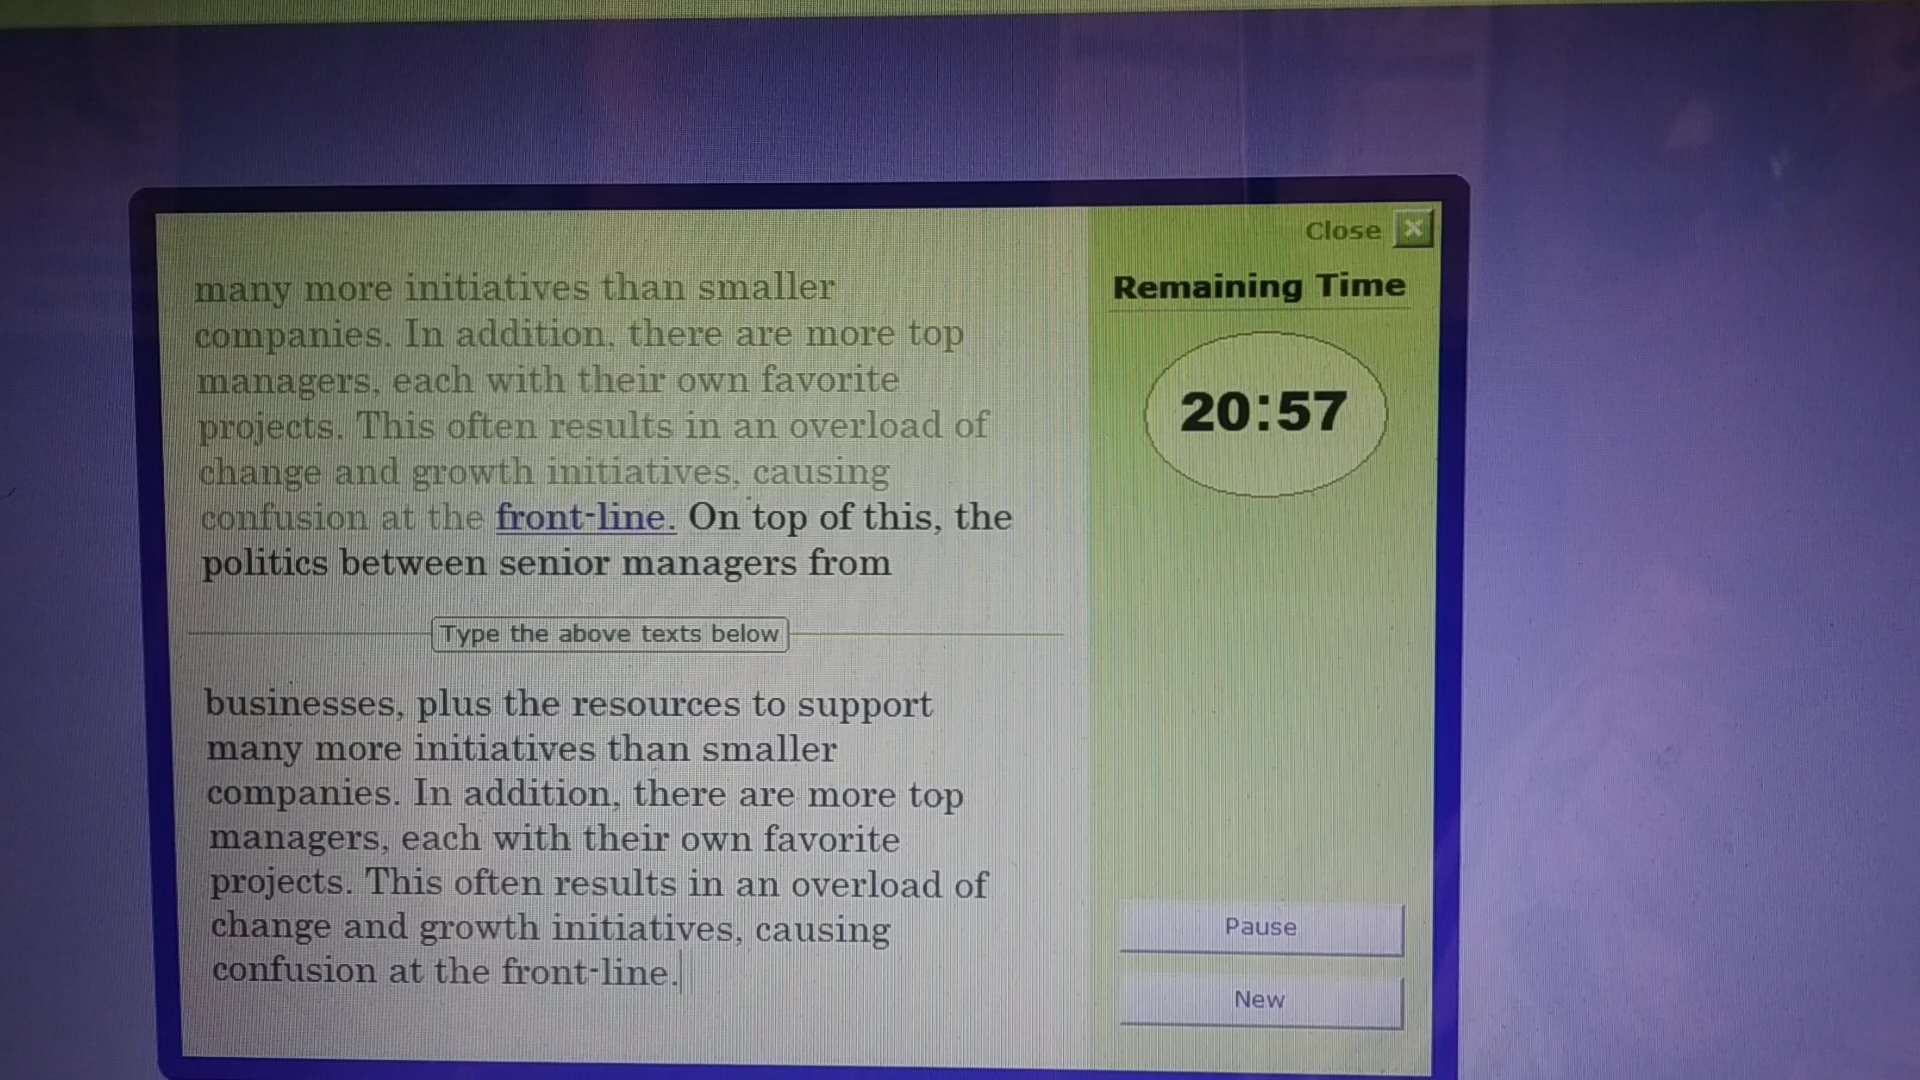 Close
Remaining Time
20:57
many more initiatives than smaller
companies. In addition, there are more top
managers, each with their own favorite
projects. This often results in an overload of
change and growth initiatives, causing
confusion at the front-line. On top of this, the
politics between senior managers from
Type the above texts below
businesses, plus the resources to support
many more initiatives than smaller
companies. In addition, there are more top
managers, each with their own favorite
projects. This often results in an overload of
change and growth initiatives, causing
confusion at the front-line.
Pause
New